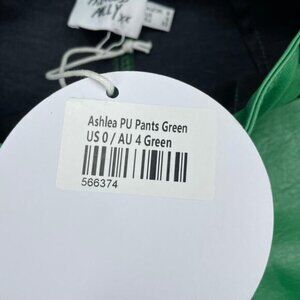 Ashlea PU Pants Green
US 0 / AU 4 Green
566374